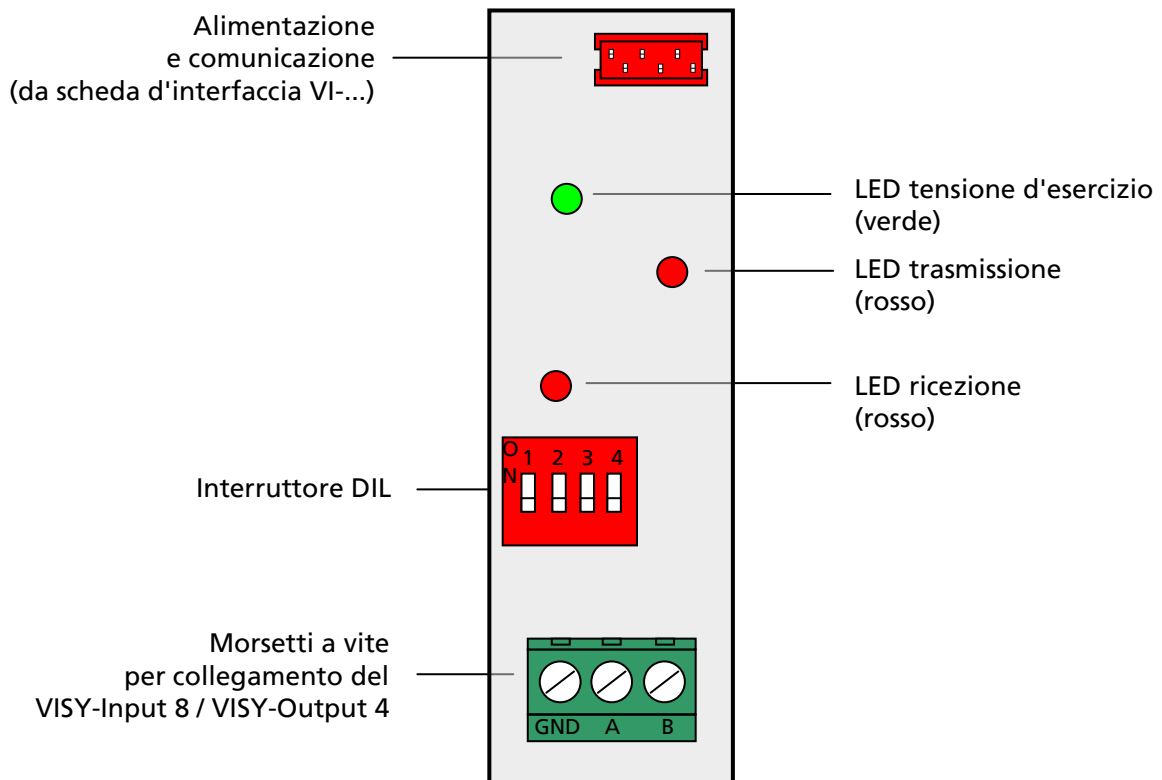 Alimentazione
e comunicazione
(da scheda d'interfaccia VI-...)
LED tensione d'esercizio
(verde)
LED trasmissione
(rosso)
LED ricezione
(rosso)
O
N
1 2 3 4
Interruttore DIL
Morsetti a vite
per collegamento del
VISY-Input 8 / VISY-Output 4
GND A B